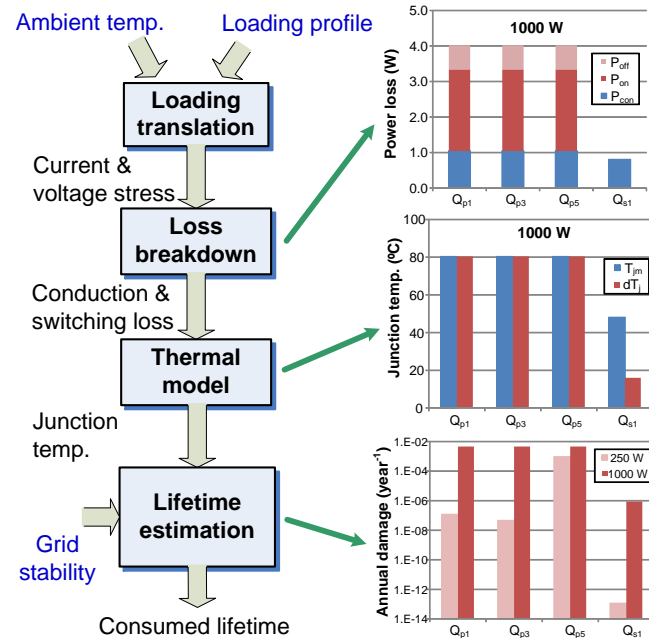 Ambient temp.
Loading profile
Loading
translation
Current &
voltage stress
Loss
breakdown
Conduction &
switching loss
Thermal
model
Junction
temp.
Lifetime
estimation
Grid
stability
Consumed lifetime
1000 W
Power loss (W)
5.0
4.0
3.0
2.0
1.0
0.0
Poff
Pon
Pcon
Qp1 Qp3 Qp5 Qs1
1000 W
Junction temp. (ºC)
100
80
60
40
20
0
Tjm
dTj
Qp1 Qp3 Qp5 Qs1
Annual damage (year-1)
1.E-02
1.E-04
1.E-06
1.E-08
1.E-10
1.E-12
1.E-14
250 W
1000 W
Qp1 Qp3 Qp5 Qs1